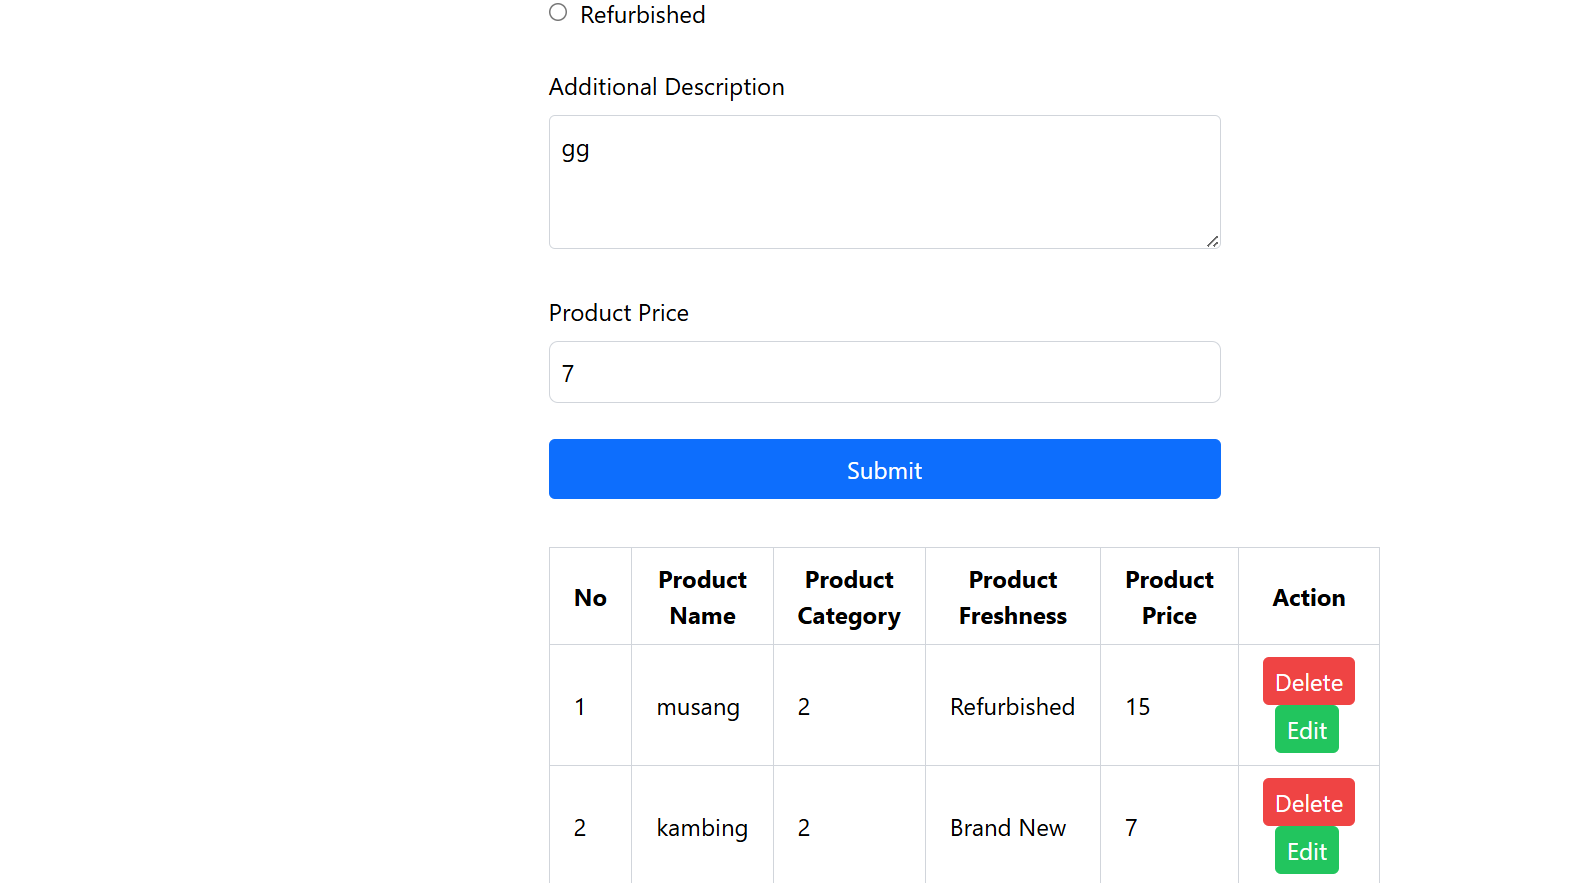 Refurbished
Additional Description
gg
Product Price
7
Submit
No Product Name Product Category Product Freshness Product Price Action
1 musang 2 Refurbished 15 Delete Edit
2 kambing 2 Brand New 7 Delete Edit